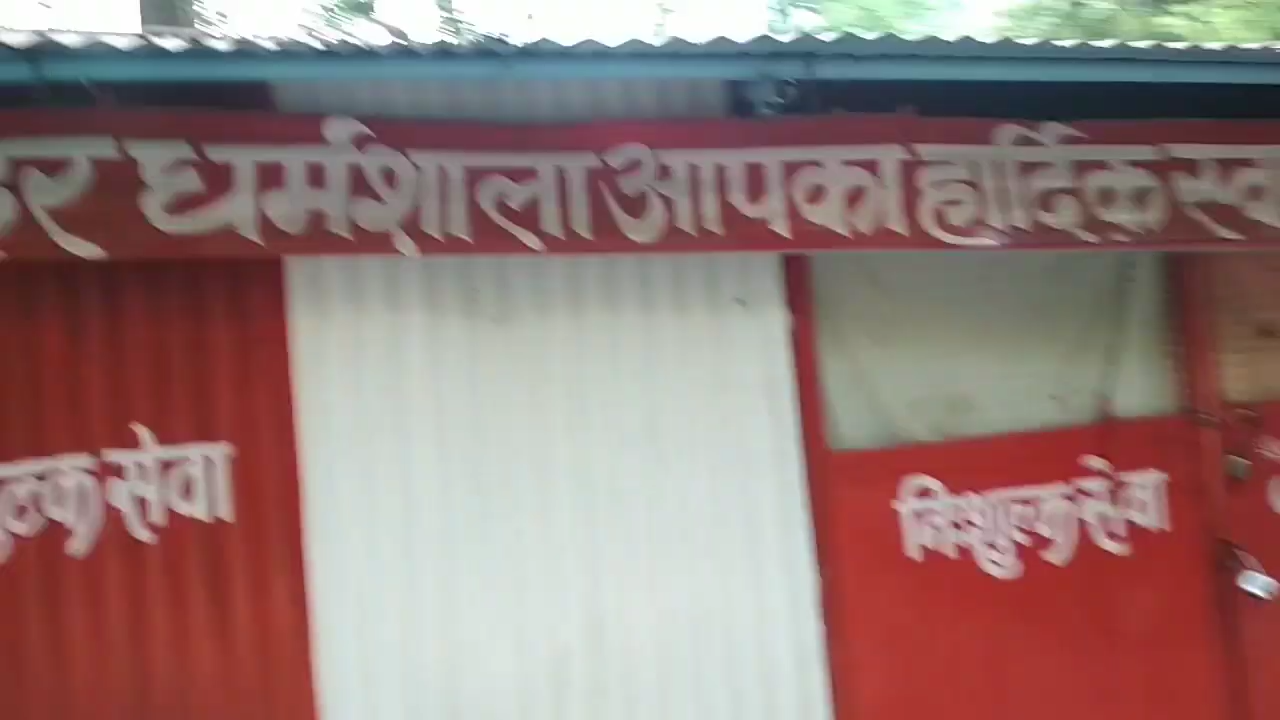 धर्मशाला आपका हार्दिक स्व
ल्क सेवा
निशुल्क सेवा